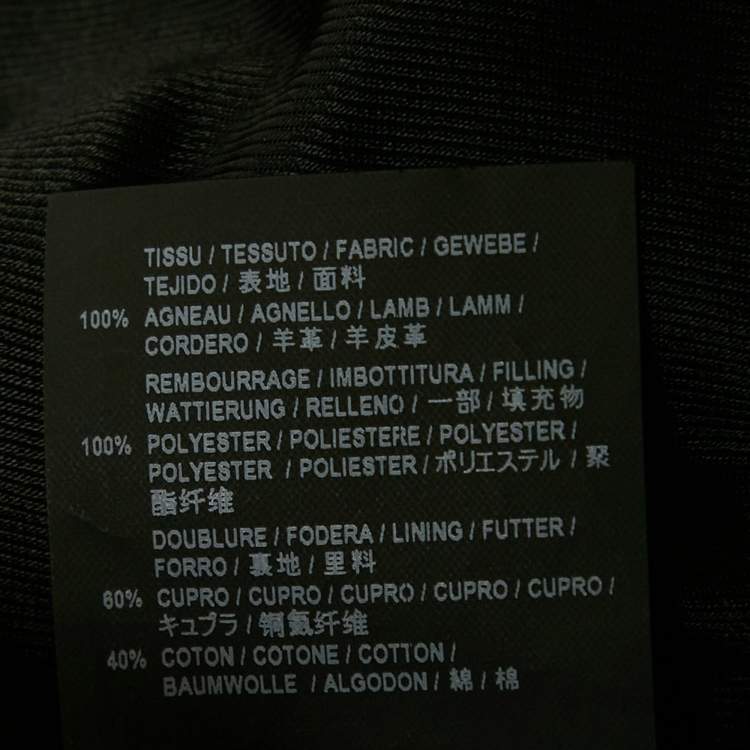 TISSU / TESSUTO / FABRIC / GEWEBE /
TEJIDO / 表地 / 面料
100% AGNEAU / AGNELLO / LAMB / LAMM /
CORDERO / 羊革 / 羊皮革
REMBOURRAGE / IMBOTTITURA / FILLING /
WATTIERUNG / RELLENO / 一部 / 填充物
100% POLYESTER / POLIESTERE / POLYESTER /
POLYESTER / POLIESTER / ポリエステル / 聚
酯纤维
DOUBLURE / FODERA / LINING / FUTTER /
FORRO / 裏地 / 里料
60% CUPRO / CUPRO / CUPRO / CUPRO / CUPRO /
キュプラ / 铜氨纤维
40% COTON / COTONE / COTTON /
BAUMWOLLE / ALGODON / 綿 / 棉